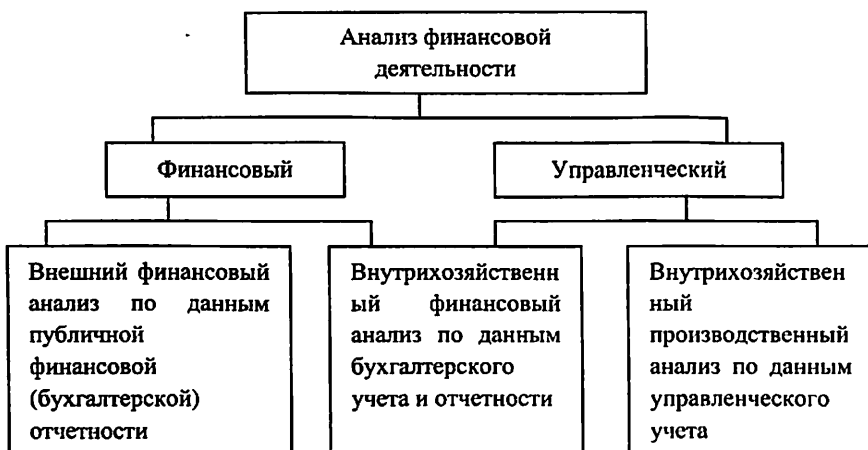 Анализ финансовой
деятельности
Финансовый
Управленческий
Внешний финансовый
анализ по данным
публичной
финансовой
(бухгалтерской)
отчетности
Внутрихозяйственн
ый финансовый
анализ по данным
бухгалтерского
учета и отчетности
Внутрихозяйствен
ный
производственный
анализ по данным
управленческого
учета